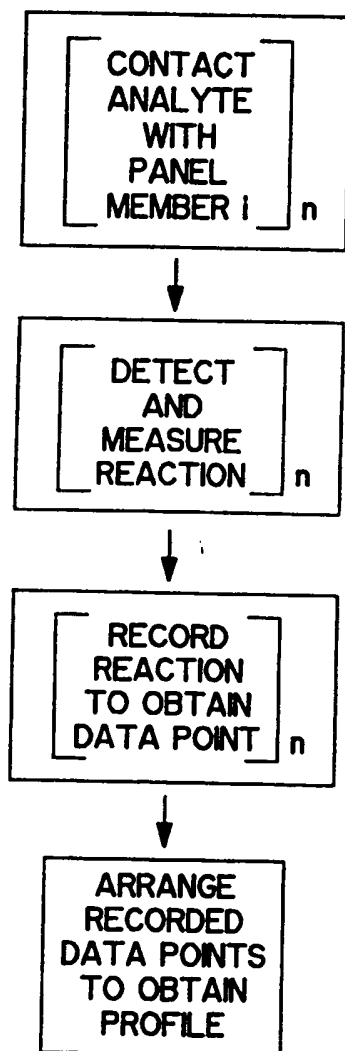 CONTACT
ANALYTE
WITH
PANEL
MEMBER i
n
DETECT
AND
MEASURE
REACTION
n
RECORD
REACTION
TO OBTAIN
DATA POINT
n
ARRANGE
RECORDED
DATA POINTS
TO OBTAIN
PROFILE